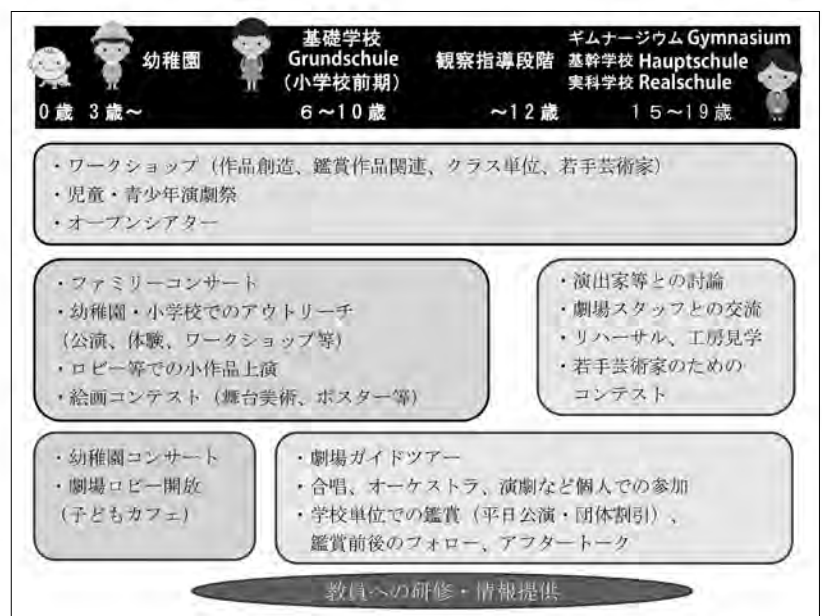 幼稚園
基礎学校
Grundschule
(小学校前期)
観察指導段階
ギムナージウム Gymnasium
基幹学校 Hauptschule
実科学校 Realschule
0歳 3歳~ 6~10歳 ~12歳 15~19歳
・ワークショップ(作品創造、鑑賞作品関連、クラス単位、若手芸術家)
・児童・青少年演劇祭
・オープンシアター
・ファミリーコンサート
・幼稚園・小学校でのアウトリーチ
(公演、体験、ワークショップ等)
・ロビー等での小作品上演
・絵画コンテスト(舞台美術、ポスター等)
・演出家等との討論
・劇場スタッフとの交流
・リハーサル、工房見学
・若手芸術家のための
コンテスト
・幼稚園コンサート
・劇場ロビー開放
(子どもカフェ)
・劇場ガイドツアー
・合唱、オーケストラ、演劇など個人での参加
・学校単位での鑑賞(平日公演・団体割引)、
鑑賞前後のフォロー、アフタートーク
教員への研修・情報提供